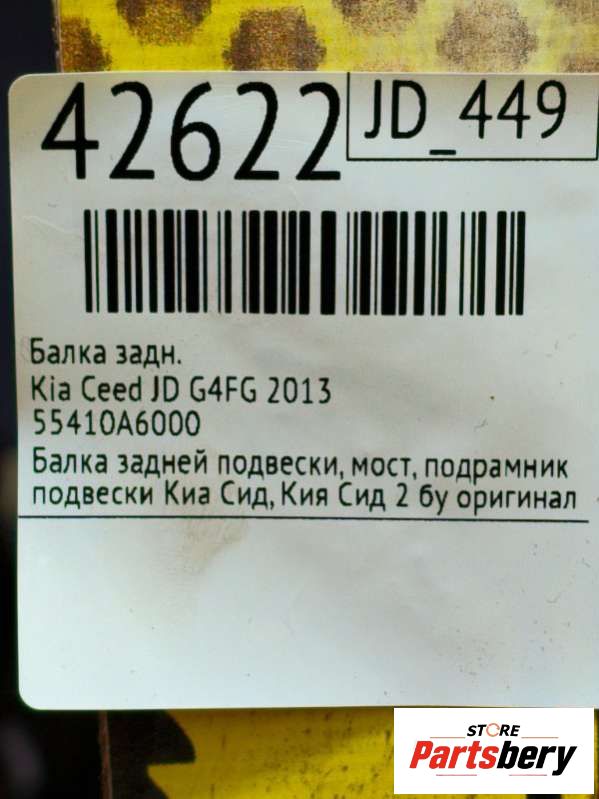 42622
JD_449
Балка задн.
Kia Ceed JD G4FG 2013
55410A6000
Балка задней подвески, мост, подрамник
подвески Киа Сид, Кия Сид 2 бу оригинал
STORE
Partsbery